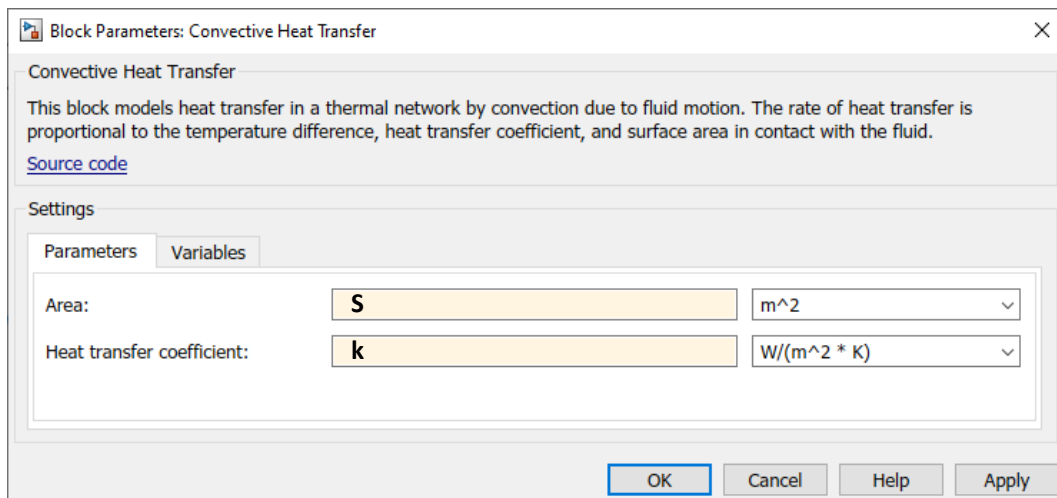 Block Parameters: Convective Heat Transfer
Convective Heat Transfer
This block models heat transfer in a thermal network by convection due to fluid motion. The rate of heat transfer is
proportional to the temperature difference, heat transfer coefficient, and surface area in contact with the fluid.
Source code
Settings
Parameters Variables
Area: S m^2
Heat transfer coefficient: k W/(m^2 * K)
OK Cancel Help Apply